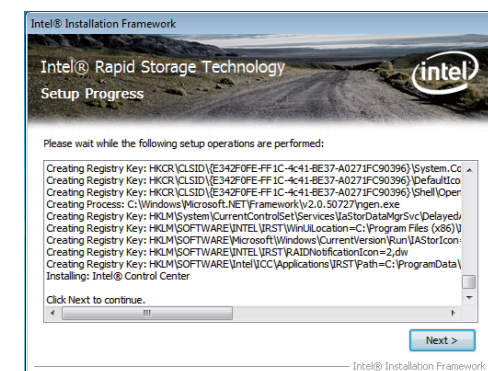 Intel® Installation Framework
Intel® Rapid Storage Technology
intel
Setup Progress
Please wait while the following setup operations are performed:
Creating Registry Key: HKCR\CLSID\{E342F0FE-FF1C-4c41-BE37-A0271FC90396}\System.Co
Creating Registry Key: HKCR\CLSID\{E342F0FE-FF1C-4c41-BE37-A0271FC90396}\DefaultIco
Creating Registry Key: HKCR\CLSID\{E342F0FE-FF1C-4c41-BE37-A0271FC90396}\Shell\Open
Creating Process: C:\Windows\Microsoft.NET\Framework\v2.0.50727\ngen.exe
Creating Registry Key: HKLM\System\CurrentControlSet\Services\IaStorDataMgrSvc\DelayedA
Creating Registry Key: HKLM\SOFTWARE\INTEL\IRST\WinUiLocation=C:\Program Files (x86)\I
Creating Registry Key: HKLM\SOFTWARE\Microsoft\Windows\CurrentVersion\Run\IAStorIcon=
Creating Registry Key: HKLM\SOFTWARE\INTEL\IRST\RAIDNotificationIcon=2,dw
Creating Registry Key: HKLM\SOFTWARE\Intel\ICC\Applications\IRST\Path=C:\ProgramData\
Installing: Intel® Control Center
Click Next to continue.
Next >
Intel® Installation Framework